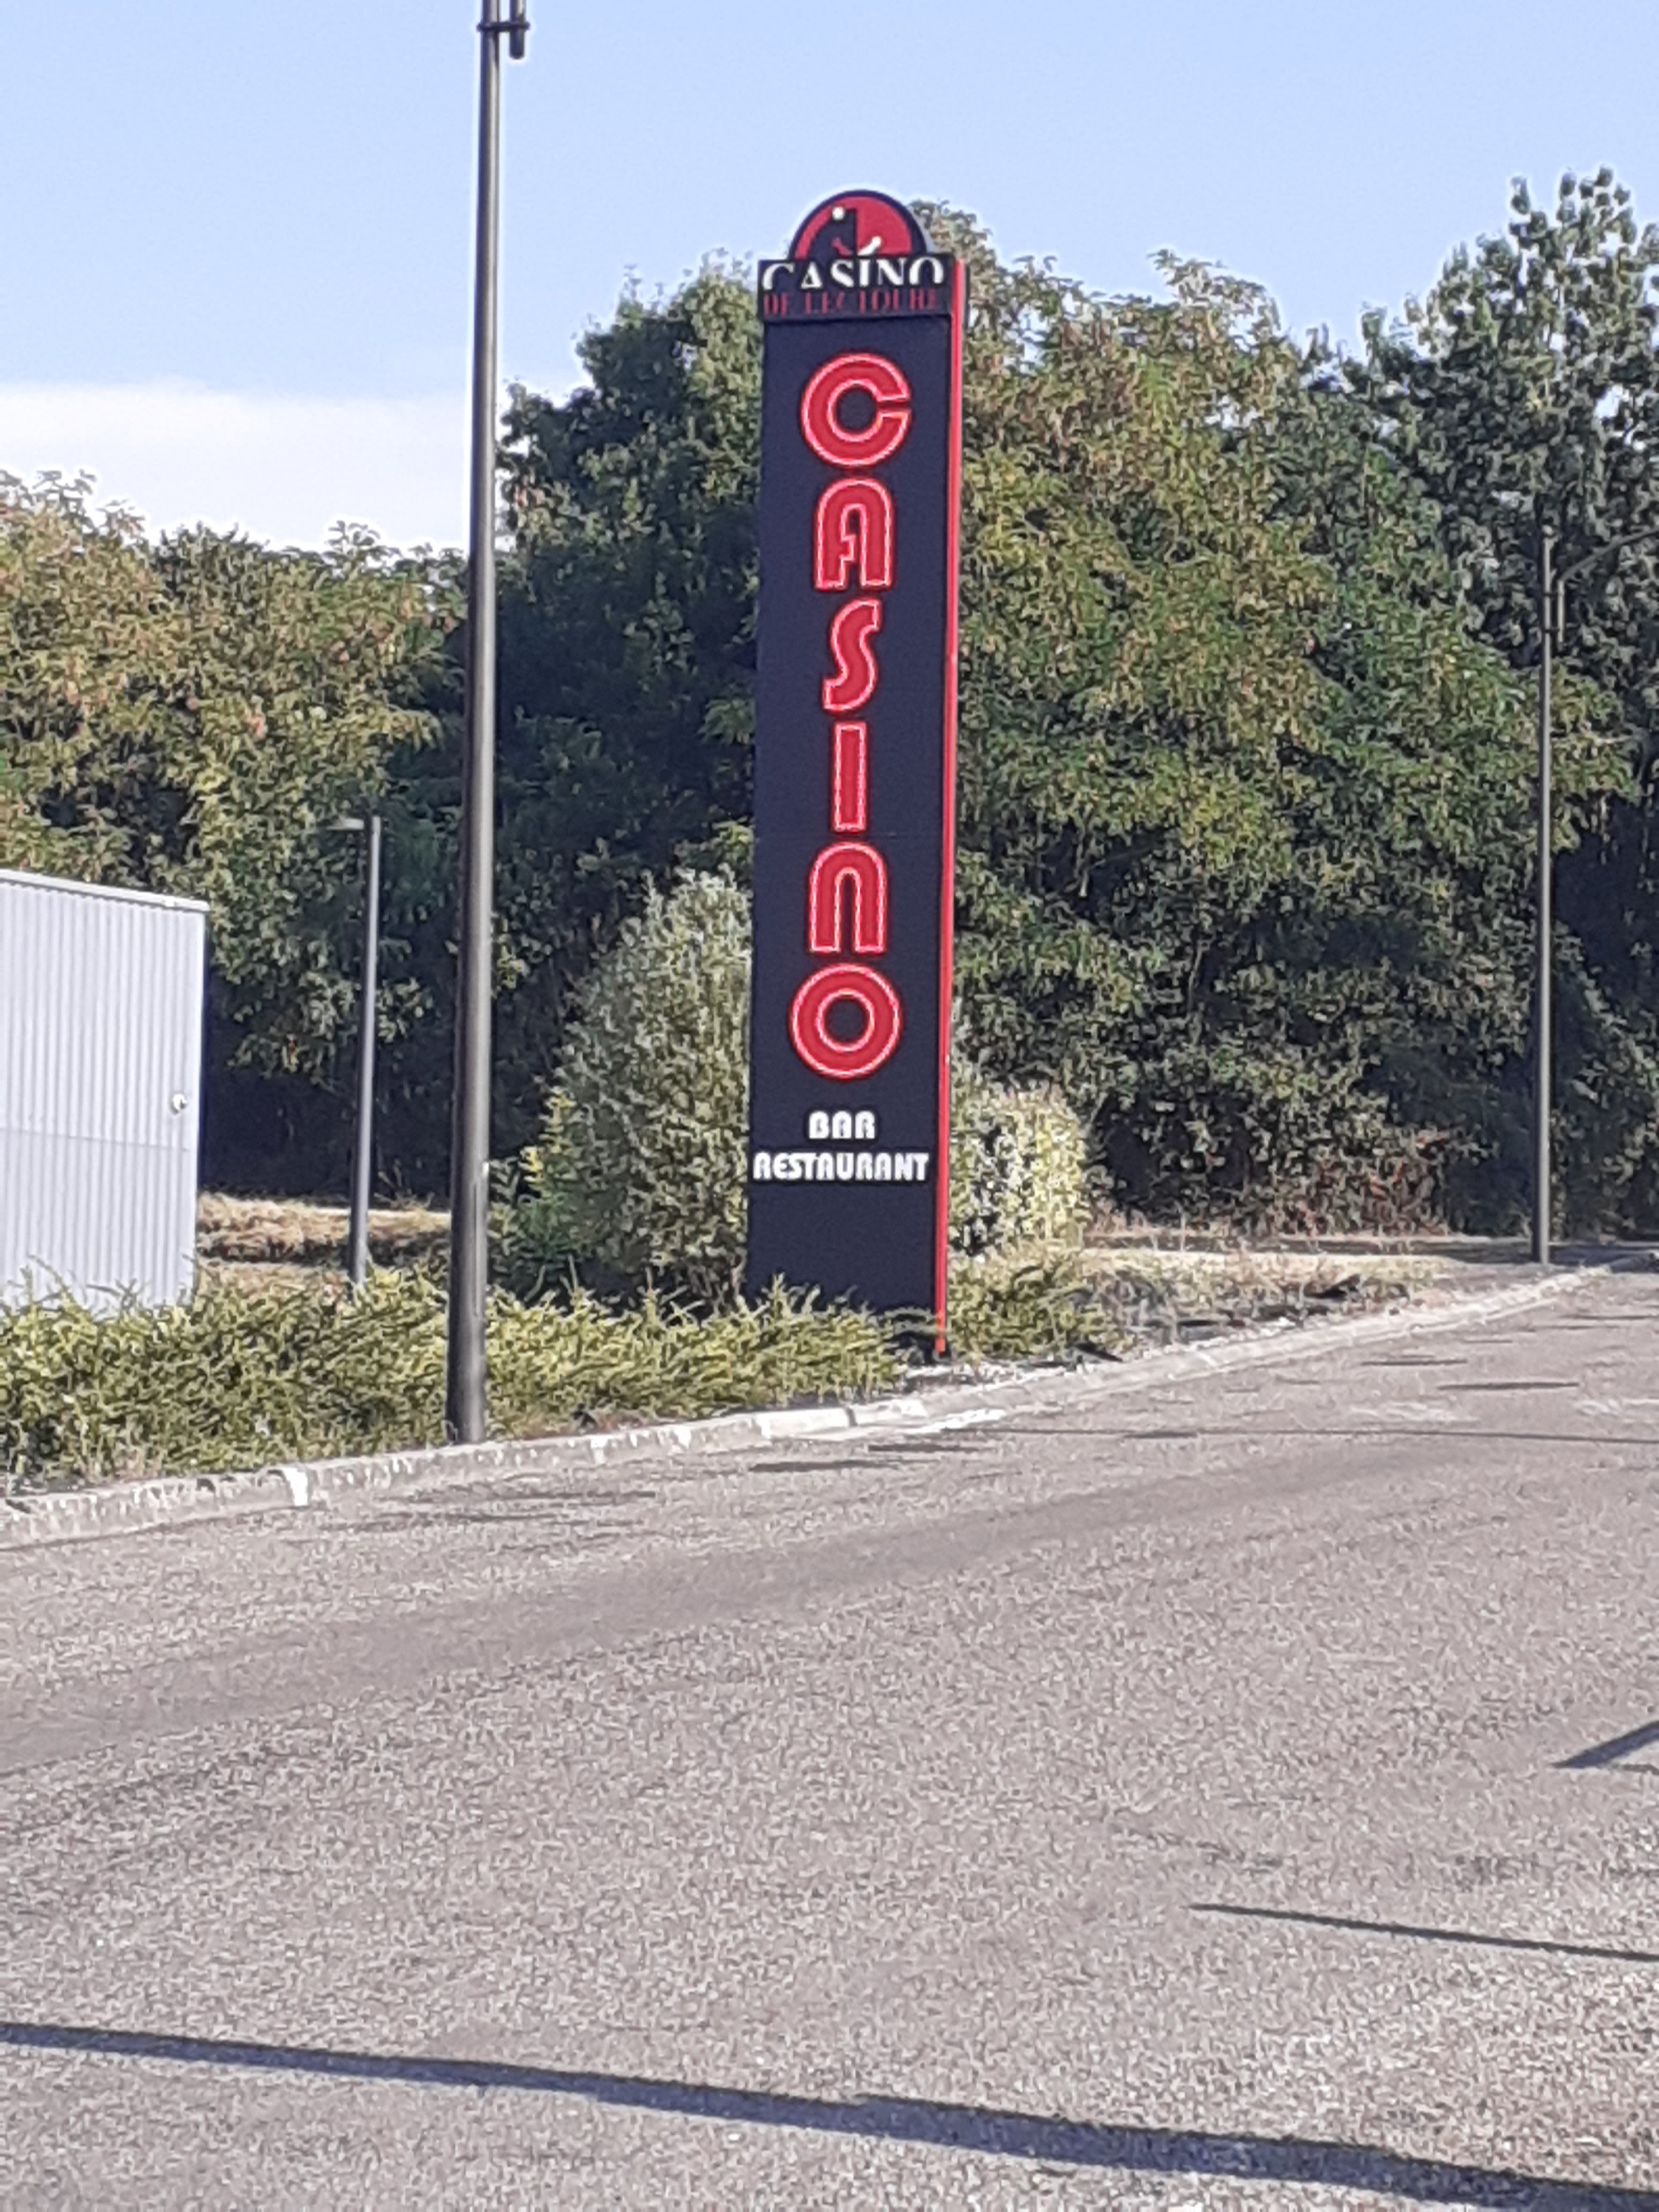 CASINO
DE LECTOURE
CASINO
BAR
RESTAURANT